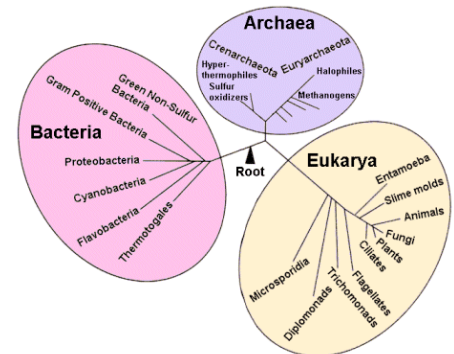 Archaea
Crenarchaeota
Euryarchaeota
Hyper-
thermophiles
Sulfur
oxidizers
Halophiles
Methanogens
Bacteria
Green Non-Sulfur
Bacteria
Gram Positive Bacteria
Proteobacteria
Cyanobacteria
Flavobacteria
Thermotogales
Root
Eukarya
Entamoeba
Slime molds
Animals
Fungi
Plants
Ciliates
Flagellates
Trichomonads
Diplomonads
Microsporidia